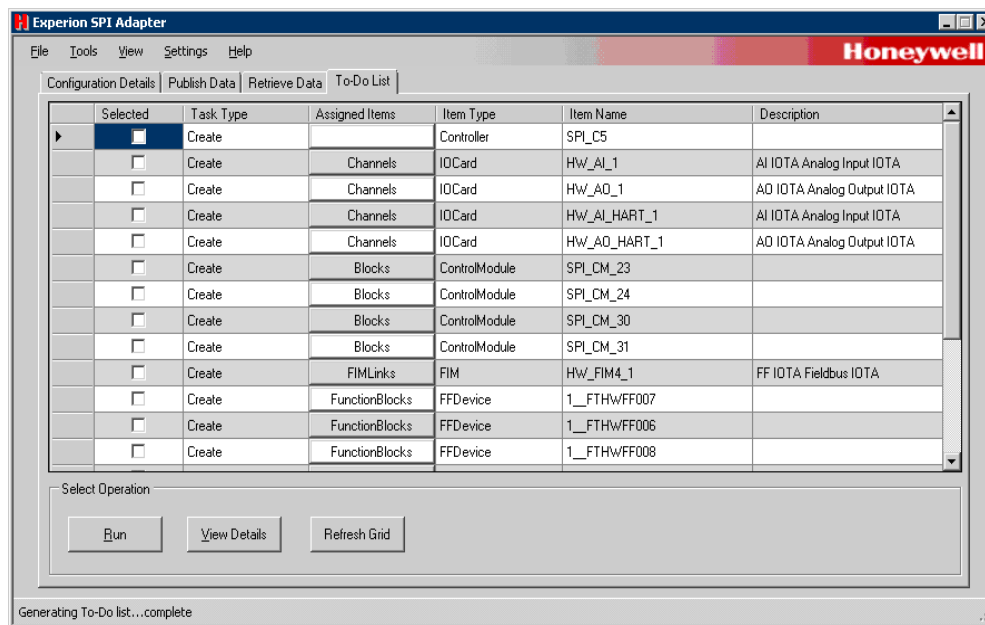 Experion SPI Adapter
File Tools View Settings Help
Honeywell
Configuration Details Publish Data Retrieve Data To-Do List
Selected Task Type Assigned Items Item Type Item Name Description
Create Controller SPI_C5
Create Channels IOCard HW_AI_1 AI IOTA Analog Input IOTA
Create Channels IOCard HW_AO_1 AO IOTA Analog Output IOTA
Create Channels IOCard HW_AI_HART_1 AI IOTA Analog Input IOTA
Create Channels IOCard HW_AO_HART_1 AO IOTA Analog Output IOTA
Create Blocks ControlModule SPI_CM_23
Create Blocks ControlModule SPI_CM_24
Create Blocks ControlModule SPI_CM_30
Create Blocks ControlModule SPI_CM_31
Create FIMLinks FIM HW_FIM4_1 FF IOTA Fieldbus IOTA
Create FunctionBlocks FFDevice 1__FTHWFF007
Create FunctionBlocks FFDevice 1__FTHWFF006
Create FunctionBlocks FFDevice 1__FTHWFF008
Select Operation
Run View Details Refresh Grid
Generating To-Do list...complete